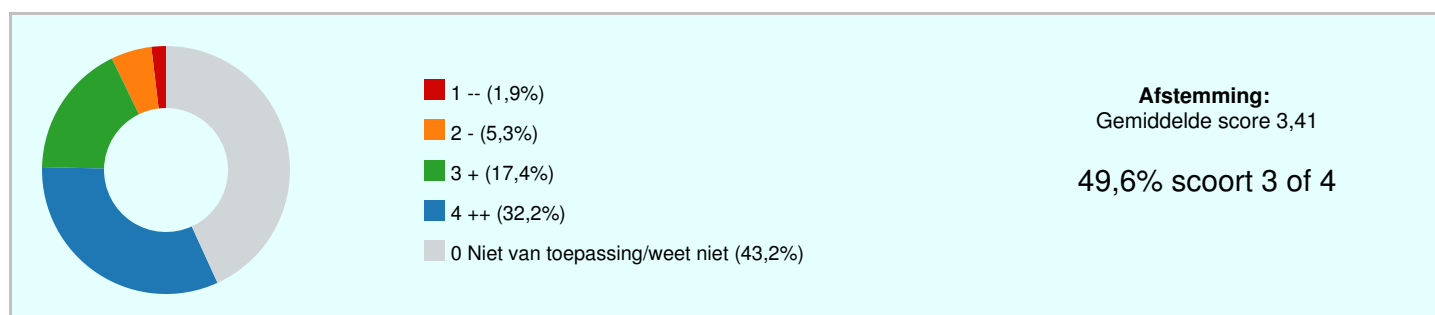 1 -- (1,9%)
2 - (5,3%)
3 + (17,4%)
4 ++ (32,2%)
0 Niet van toepassing/weet niet (43,2%)
Afstemming:
Gemiddelde score 3,41
49,6% scoort 3 of 4